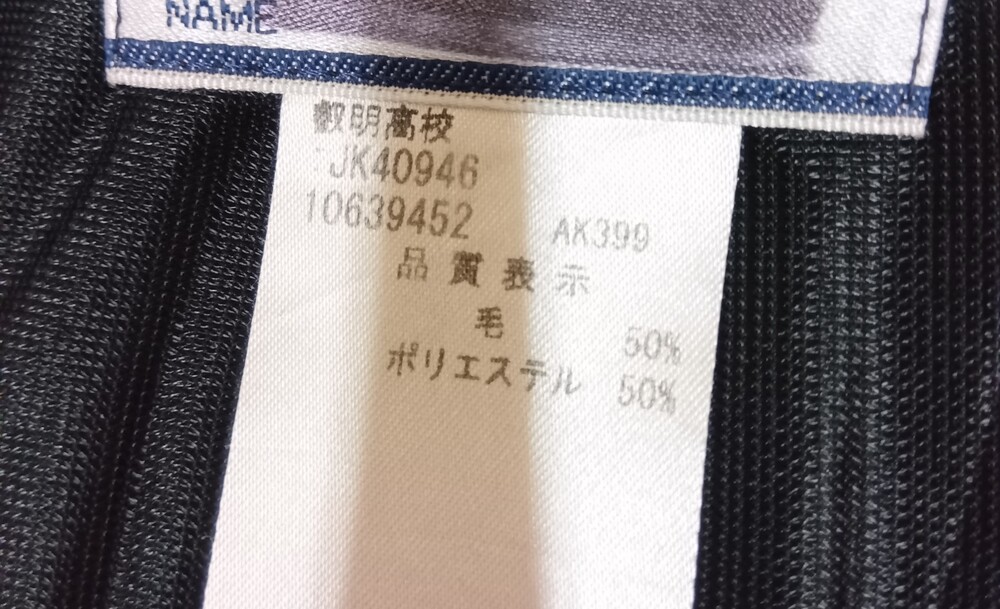 NAME
叡明高校
JK40946
10639452 AK399
品質表示
毛 50%
ポリエステル 50%